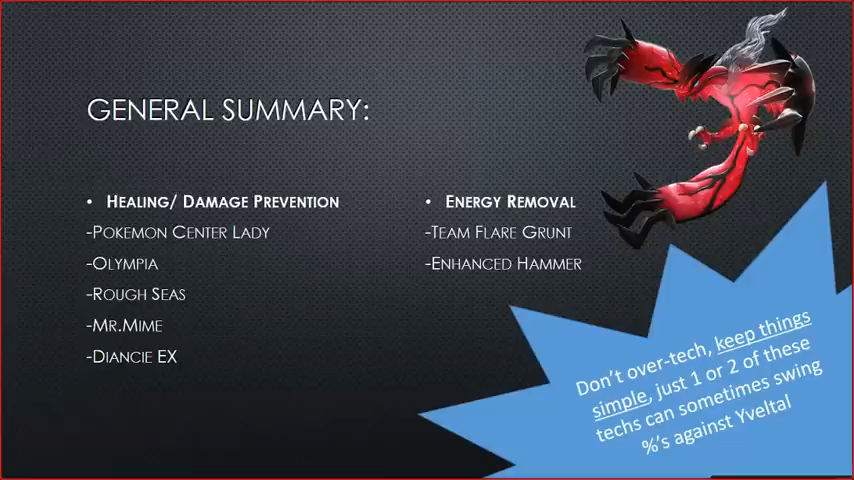 GENERAL SUMMARY:
• HEALING/ DAMAGE PREVENTION
-POKEMON CENTER LADY
-OLYMPIA
-ROUGH SEAS
-MR.MIME
-DIANCIE EX
• ENERGY REMOVAL
-TEAM FLARE GRUNT
-ENHANCED HAMMER
Don't over-tech, keep things
simple, just 1 or 2 of these
techs can sometimes swing
%'s against Yveltal